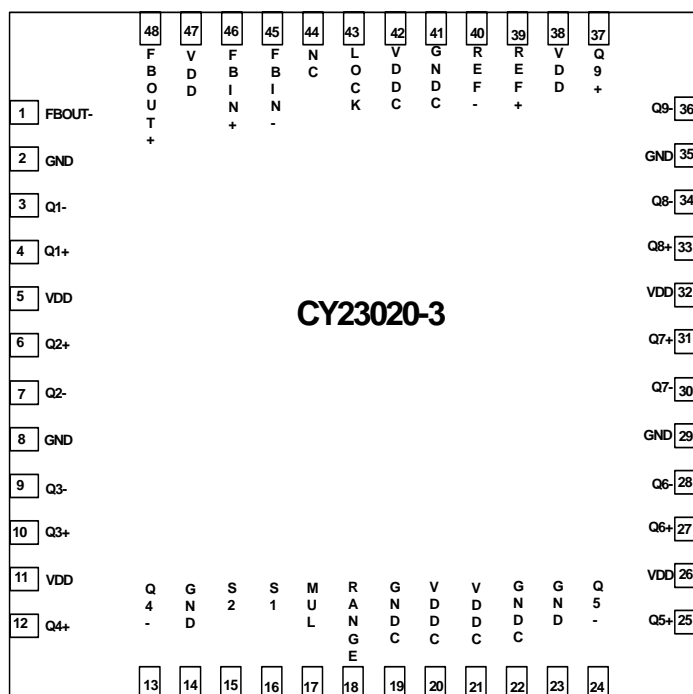 48 47 46 45 44 43 42 41 40 39 38 37
FBOUT+ VDD FBIN+ FBIN- NC LOCK VDDC GNDC REF- REF+ VDD Q9+
1 FBOUT- Q9- 36
2 GND GND 35
3 Q1- Q8- 34
4 Q1+ Q8+ 33
5 VDD VDD 32
CY23020-3
6 Q2+ Q7+ 31
7 Q2- Q7- 30
8 GND GND 29
9 Q3- Q6- 28
10 Q3+ Q6+ 27
11 VDD VDD 26
12 Q4+ Q5+ 25
Q4- GND S2 S1 MUL RANGE GNDC VDDC VDDC GNDC GND Q5-
13 14 15 16 17 18 19 20 21 22 23 24